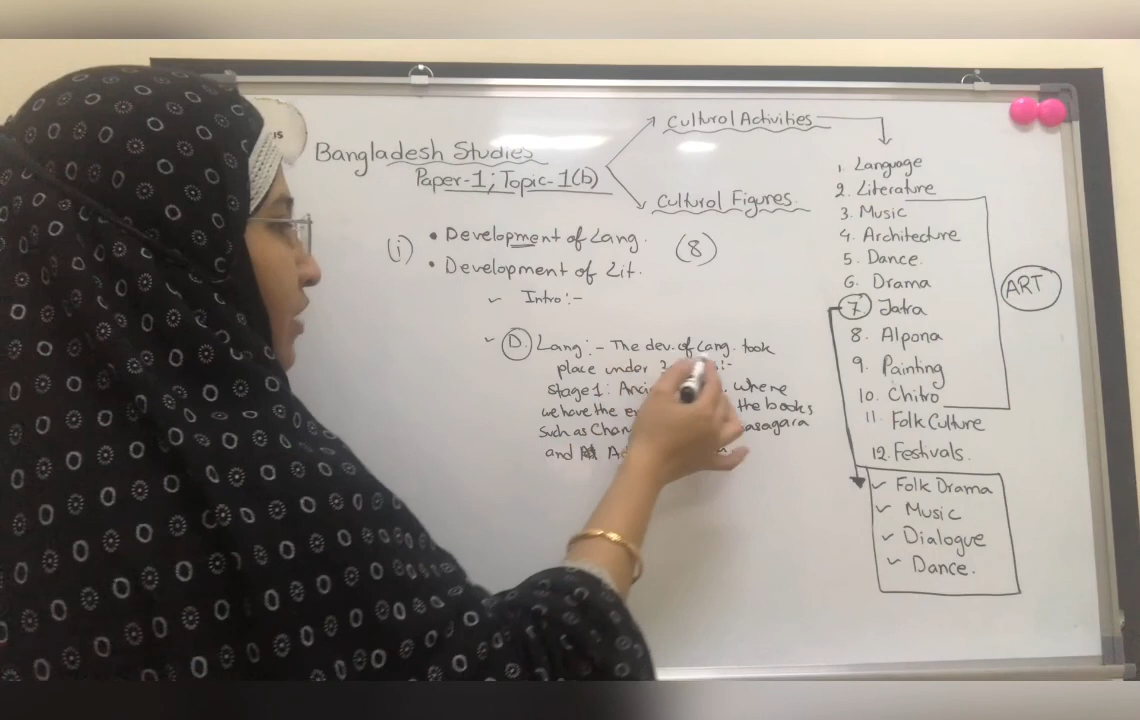 Bangladesh Studies
Paper-1; Topic-1(b)
Cultural Activities
Cultural Figures.
(i)
• Development of Lang.
• Development of Lit.
(8)
Intro:-
D. Lang:- The dev. of Lang. took
place under :-
stage1: where
we have the the books
such as
and
1. Language
2. Literature
3. Music
4. Architecture
5. Dance.
6. Drama
7 Jatra
8. Alpona
9. Painting
10. Chitro
11. Folk Culture
12. Festivals.
ART
✓ Folk Drama
✓ Music
✓ Dialogue
✓ Dance.